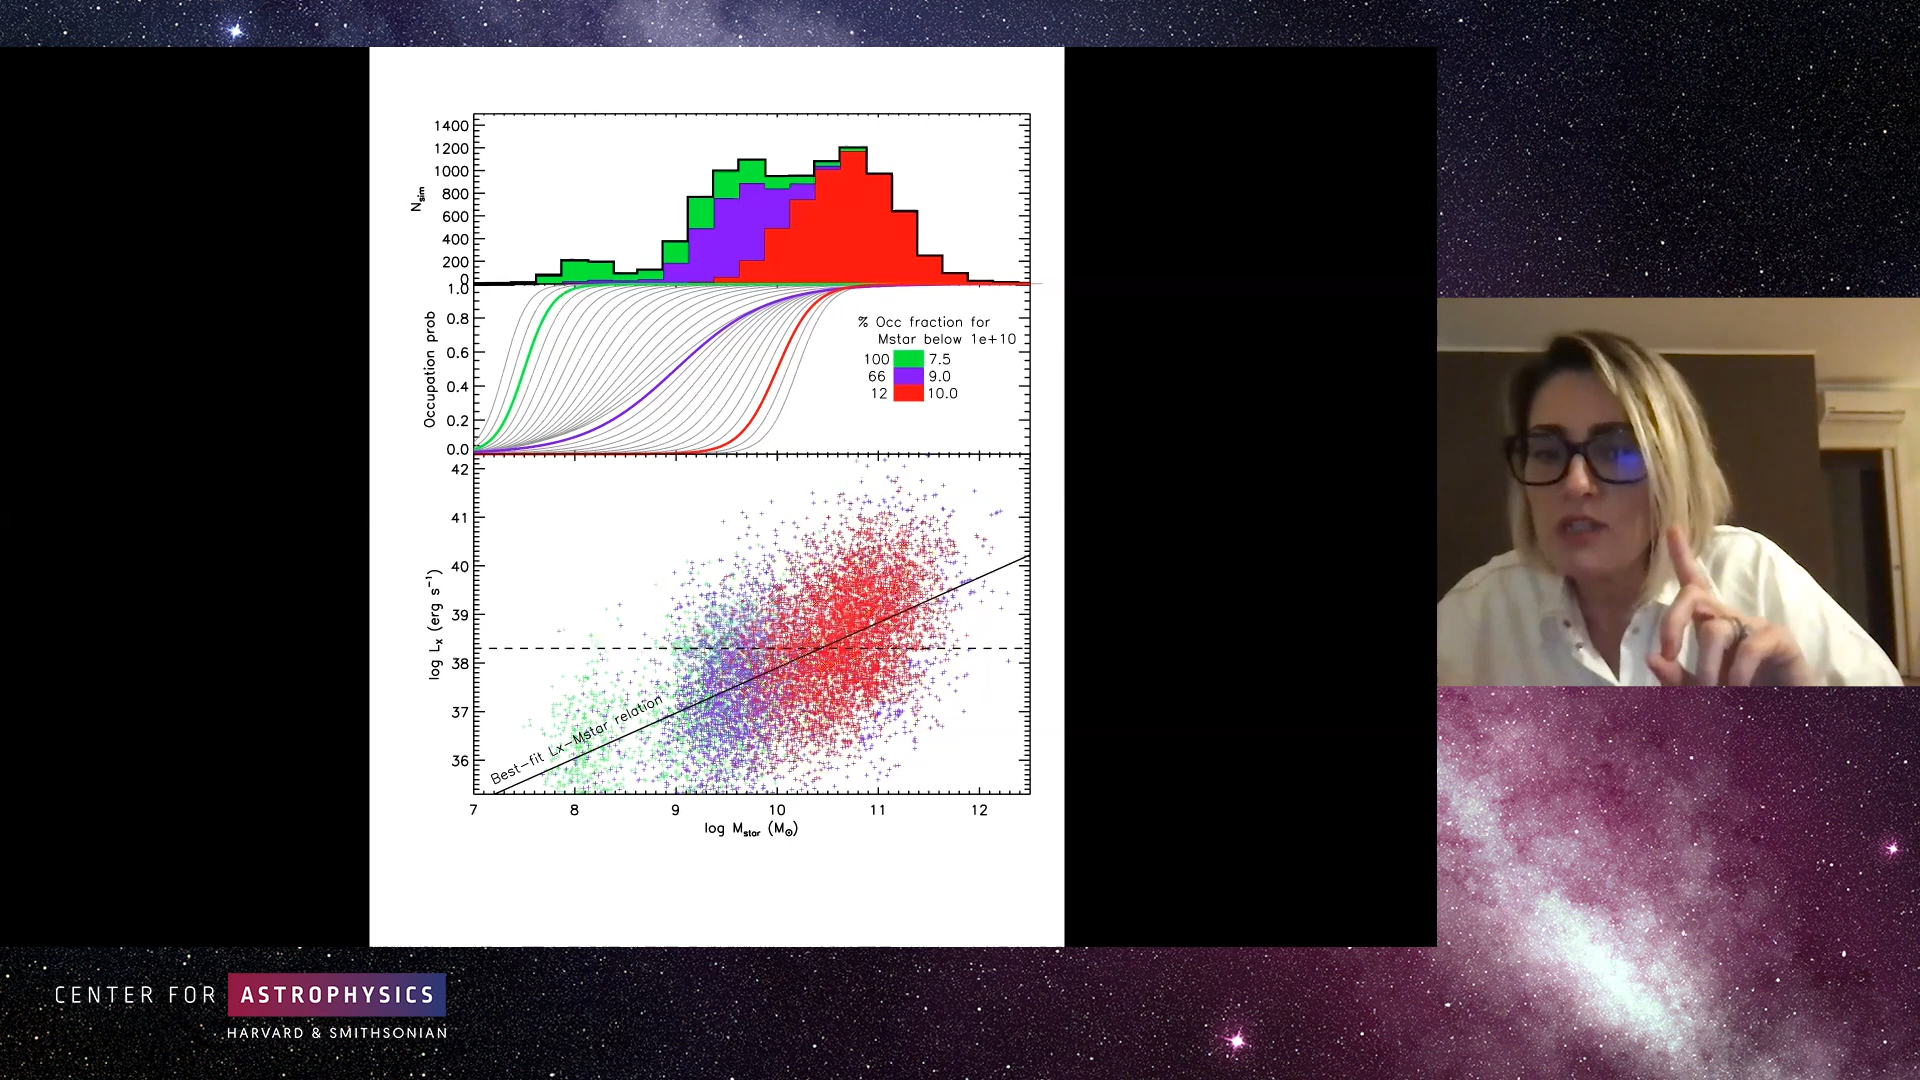 1400
1200
1000
800
600
400
200
0
N_sim
1.0
0.8
0.6
0.4
0.2
0.0
Occupation prob
% Occ fraction for
Mstar below 1e+10
100 7.5
66 9.0
12 10.0
42
41
40
39
38
37
36
log L_x (erg s⁻¹)
Best-fit Lx-Mstar relation
7 8 9 10 11 12
log M_star (M_⊙)
CENTER FOR ASTROPHYSICS
HARVARD & SMITHSONIAN